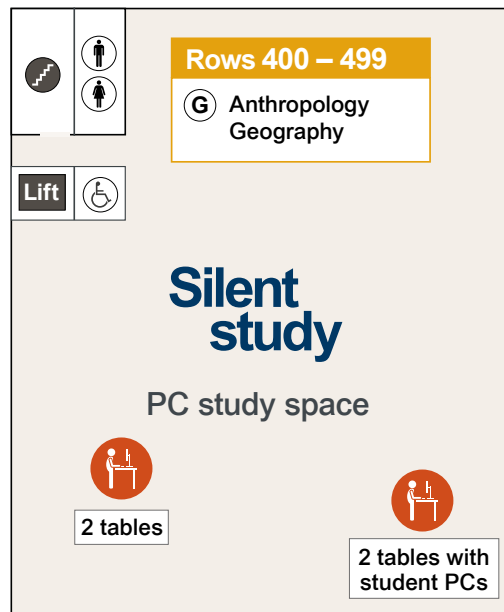 Rows 400 – 499
G Anthropology
Geography
Lift
Silent
study
PC study space
2 tables
2 tables with
student PCs